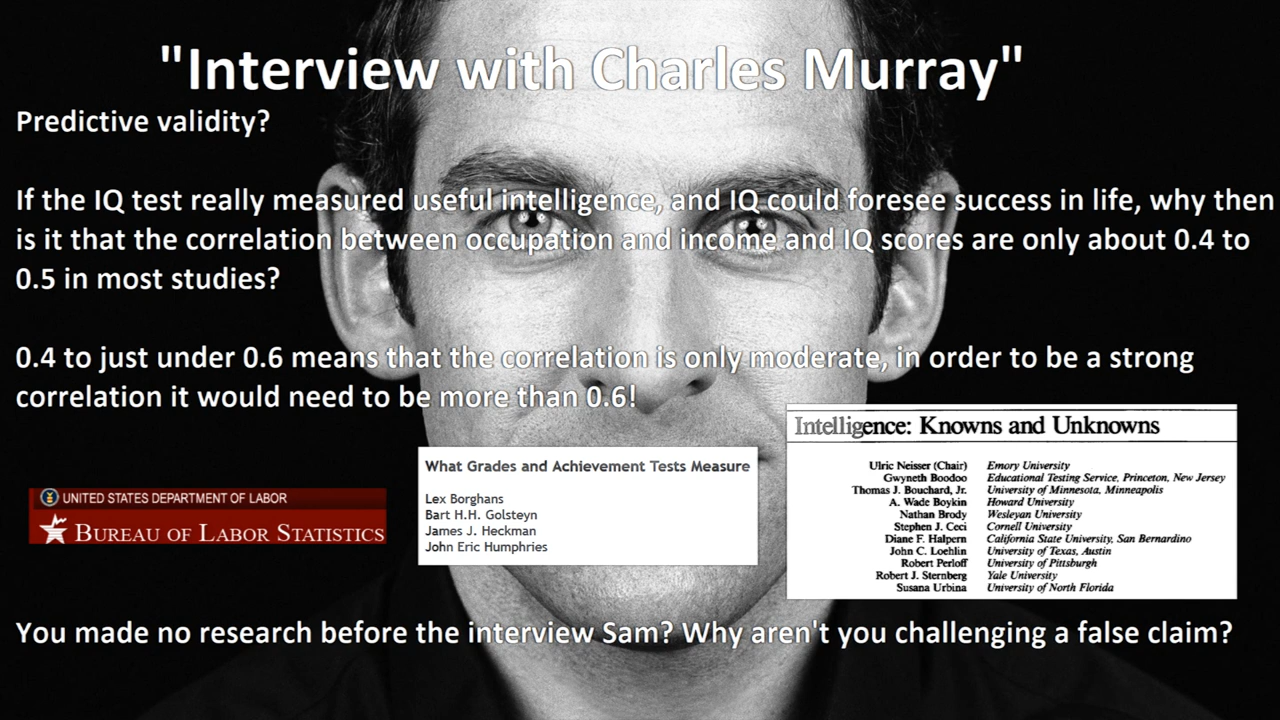 "Interview with Charles Murray"
Predictive validity?
If the IQ test really measured useful intelligence, and IQ could foresee success in life, why then
is it that the correlation between occupation and income and IQ scores are only about 0.4 to
0.5 in most studies?
0.4 to just under 0.6 means that the correlation is only moderate, in order to be a strong
correlation it would need to be more than 0.6!
Intelligence: Knowns and Unknowns
Ulric Neisser (Chair) Emory University
Gwyneth Boodoo Educational Testing Service, Princeton, New Jersey
Thomas J. Bouchard, Jr. University of Minnesota, Minneapolis
A. Wade Boykin Howard University
Nathan Brody Wesleyan University
Stephen J. Ceci Cornell University
Diane F. Halpern California State University, San Bernardino
John C. Loehlin University of Texas, Austin
Robert Perloff University of Pittsburgh
Robert J. Sternberg Yale University
Susana Urbina University of North Florida
What Grades and Achievement Tests Measure
Lex Borghans
Bart H.H. Golsteyn
James J. Heckman
John Eric Humphries
UNITED STATES DEPARTMENT OF LABOR
BUREAU OF LABOR STATISTICS
You made no research before the interview Sam? Why aren't you challenging a false claim?